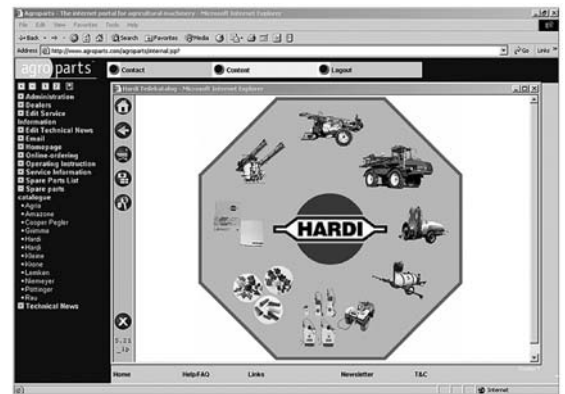 Agroparts - The internet portal for agricultural machinery - Microsoft Internet Explorer
File Edit View Favorites Tools Help
Back Search Favorites Media
Address http://www.agroparts.com/agroparts/internal.jsp? Go Links
agroparts
Contact Content Logout
Administration
Dealers
Edit Service
Information
Edit Technical News
Email
Homepage
Online-ordering
Operating Instruction
Service Information
Spare Parts List
Spare parts
catalogue
Agria
Amazone
Cooper Pegler
Grimme
Hardi
Hardi
Kleine
Krone
Lemken
Niemeyer
Pöttinger
Rau
Technical News
Hardi Teilekatalog - Microsoft Internet Explorer
HARDI
5.21
Home Help/FAQ Links Newsletter T&C
Internet